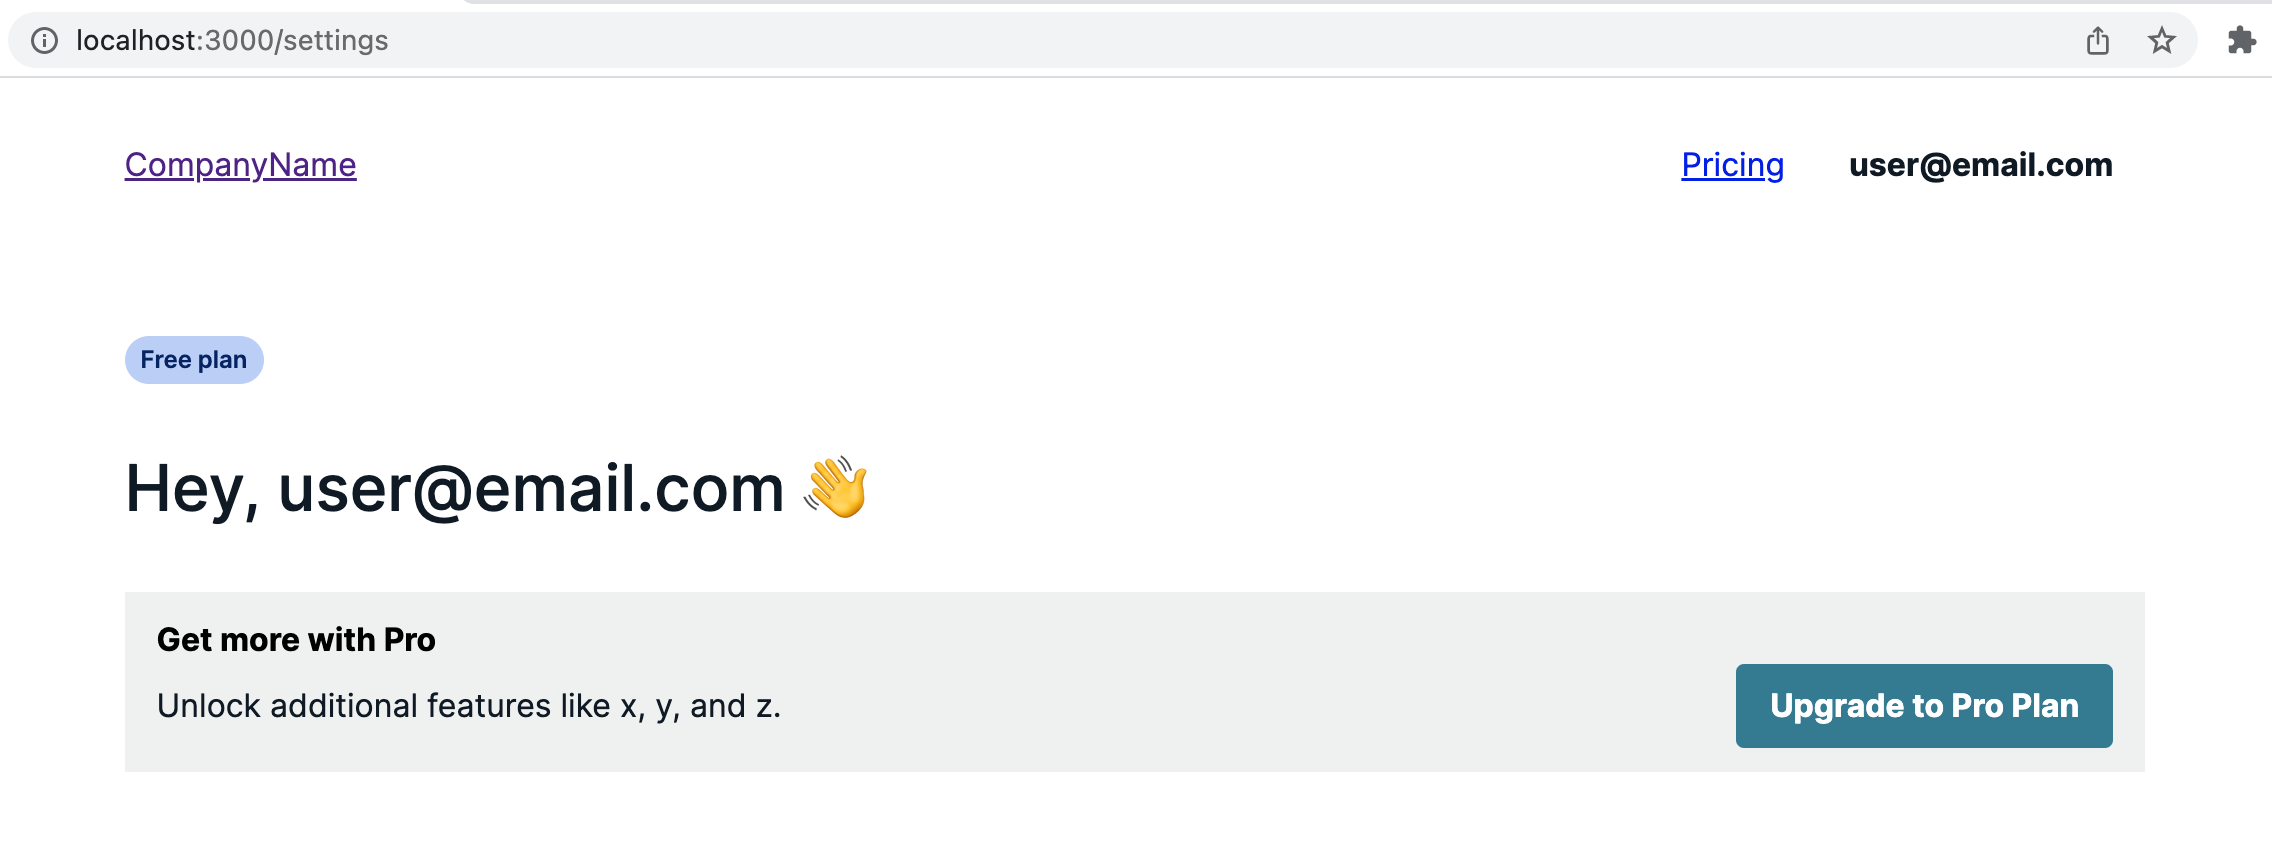 localhost:3000/settings
CompanyName
Pricing
user@email.com
Free plan
Hey, user@email.com 👋
Get more with Pro
Unlock additional features like x, y, and z.
Upgrade to Pro Plan